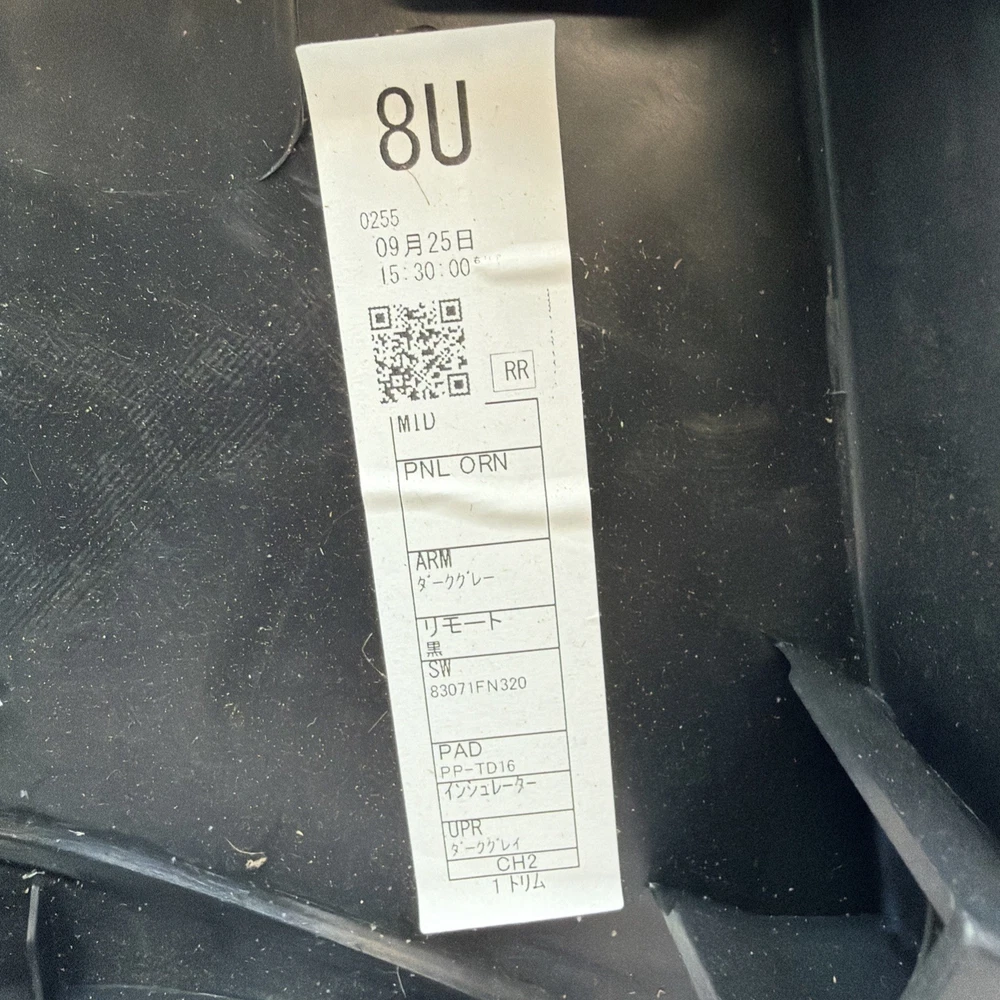 8U
0255
09月25日
15:30:00
RR
MID
PNL ORN
ARM
ﾀﾞｰｸｸﾞﾚｰ
リモート
黒
SW
83071FN320
PAD
PP-TD16
ｲﾝｼｭﾚｰﾀｰ
UPR
ﾀﾞｰｸｸﾞﾚｲ
CH2
1 ﾄﾘﾑ